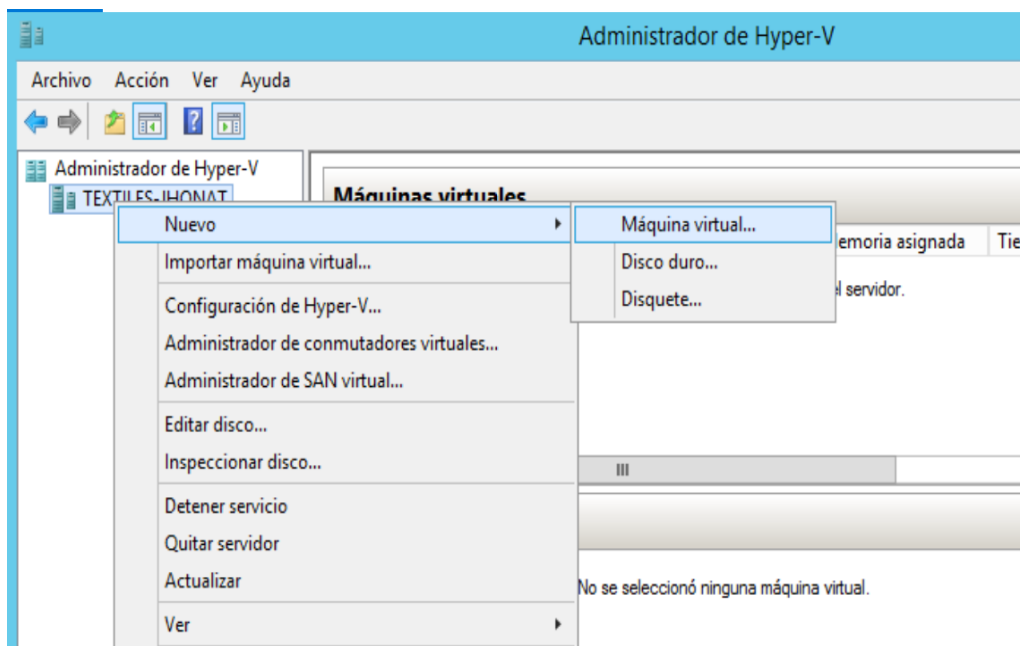 Administrador de Hyper-V
Archivo Acción Ver Ayuda
Administrador de Hyper-V
TEXTILES-JHONAT
Máquinas virtuales
Nuevo
Importar máquina virtual...
Configuración de Hyper-V...
Administrador de conmutadores virtuales...
Administrador de SAN virtual...
Editar disco...
Inspeccionar disco...
Detener servicio
Quitar servidor
Actualizar
Ver
Máquina virtual...
Disco duro...
Disquete...
emoria asignada Tie
el servidor.
No se seleccionó ninguna máquina virtual.